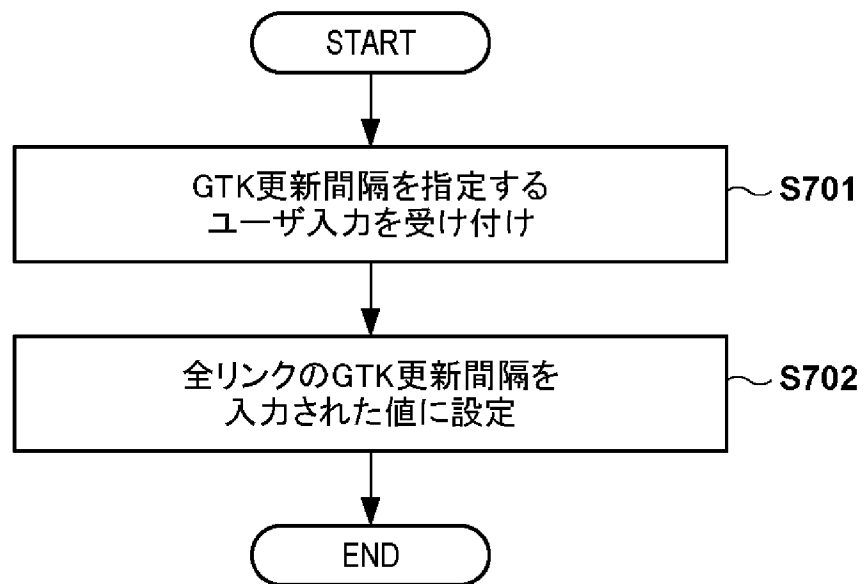 START
GTK更新間隔を指定する
ユーザ入力を受け付け
S701
全リンクのGTK更新間隔を
入力された値に設定
S702
END